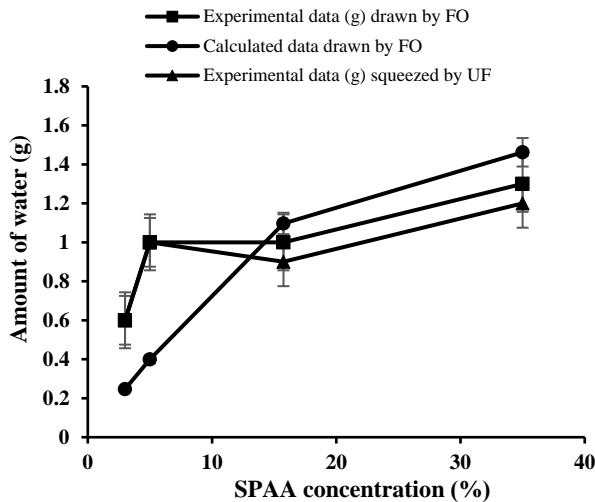 Experimental data (g) drawn by FO
Calculated data drawn by FO
Experimental data (g) squeezed by UF
1.8
1.6
1.4
1.2
1
0.8
0.6
0.4
0.2
0
Amount of water (g)
0 10 20 30 40
SPAA concentration (%)